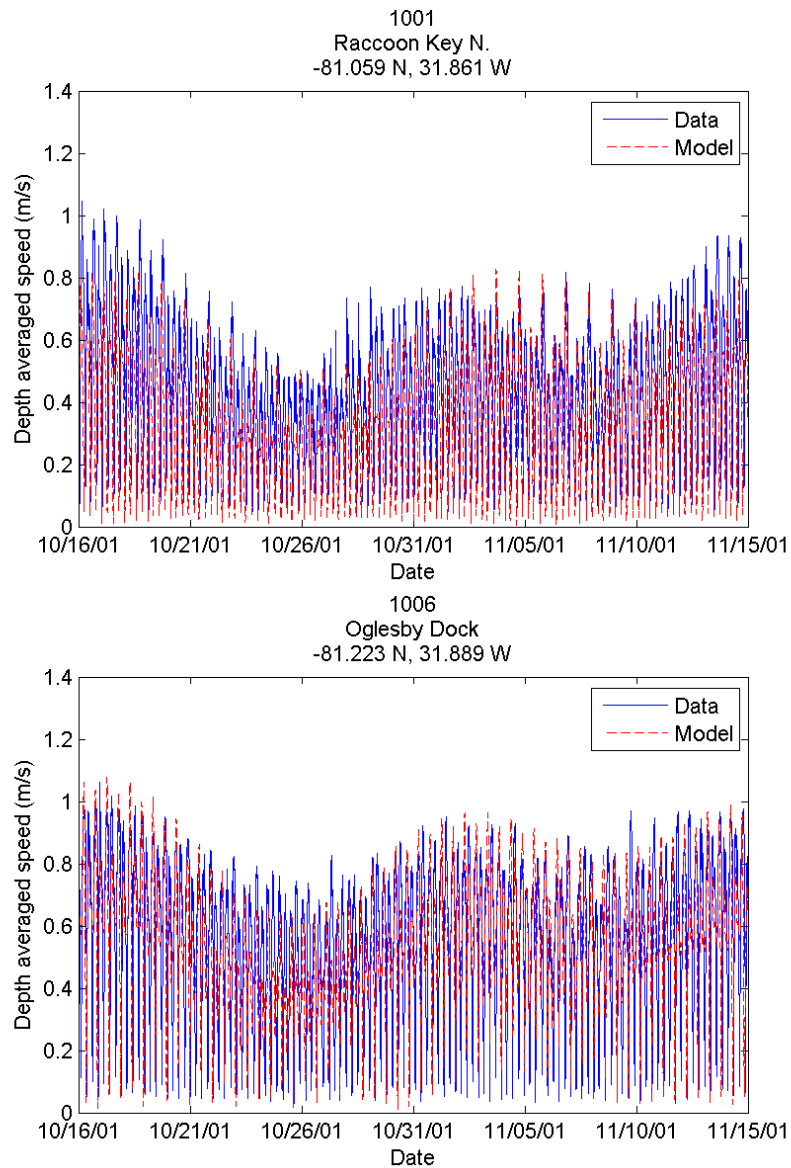 1001
Raccoon Key N.
-81.059 N, 31.861 W
1.4
1.2
1
0.8
0.6
0.4
0.2
0
Depth averaged speed (m/s)
Data
Model
10/16/01 10/21/01 10/26/01 10/31/01 11/05/01 11/10/01 11/15/01
Date
1006
Oglesby Dock
-81.223 N, 31.889 W
1.4
1.2
1
0.8
0.6
0.4
0.2
0
Depth averaged speed (m/s)
Data
Model
10/16/01 10/21/01 10/26/01 10/31/01 11/05/01 11/10/01 11/15/01
Date